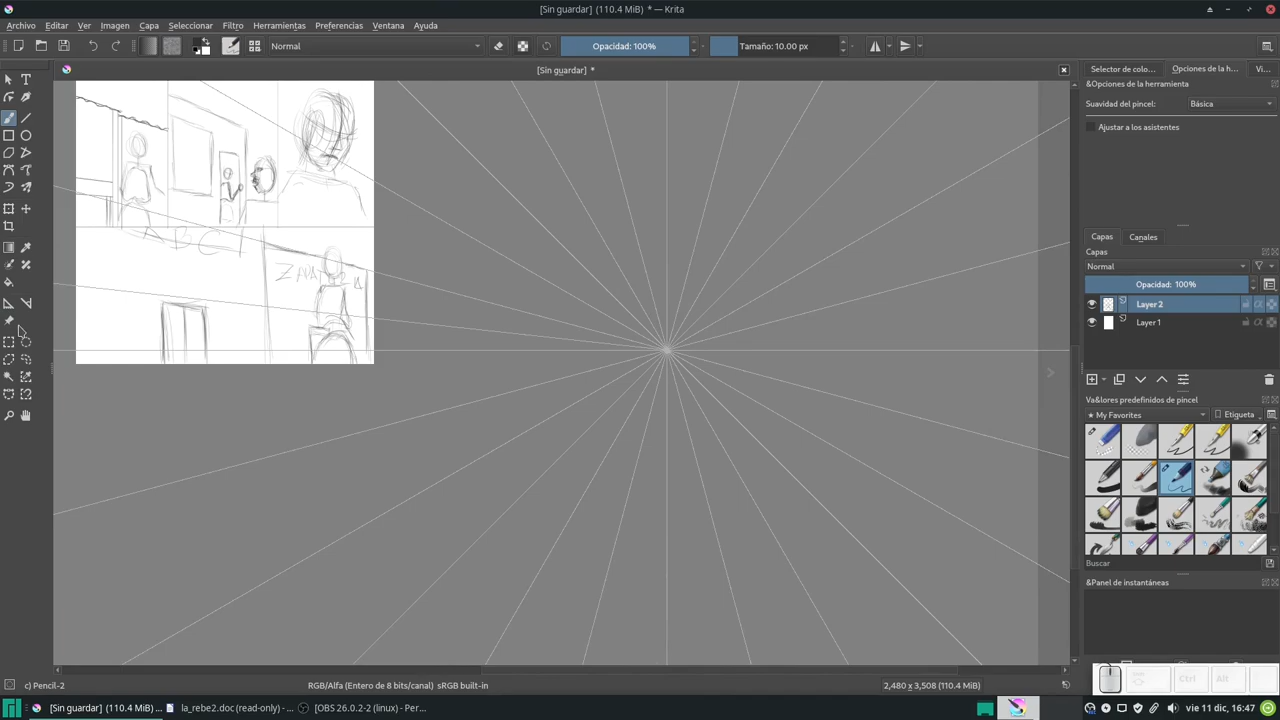 [Sin guardar] (110.4 MiB) * — Krita
Archivo Editar Ver Imagen Capa Seleccionar Filtro Herramientas Preferencias Ventana Ayuda
Normal Opacidad: 100% Tamaño: 10.00 px
[Sin guardar] *
Selector de colo... Opciones de la h... Vi...
&Opciones de la herramienta
Suavidad del pincel: Básica
Ajustar a los asistentes
Capas Canales
Capas
Normal
Opacidad: 100%
Layer 2
Layer 1
Va&lores predefinidos de pincel
★ My Favorites Etiqueta
Buscar
&Panel de instantáneas
Ctrl Alt
c) Pencil-2 RGB/Alfa (Entero de 8 bits/canal) sRGB built-in 2,480 x 3,508 (110.4 MiB)
[Sin guardar] (110.4 MiB) ... la_rebe2.doc (read-only) - ... [OBS 26.0.2-2 (linux) - Per... vie 11 dic, 16:47